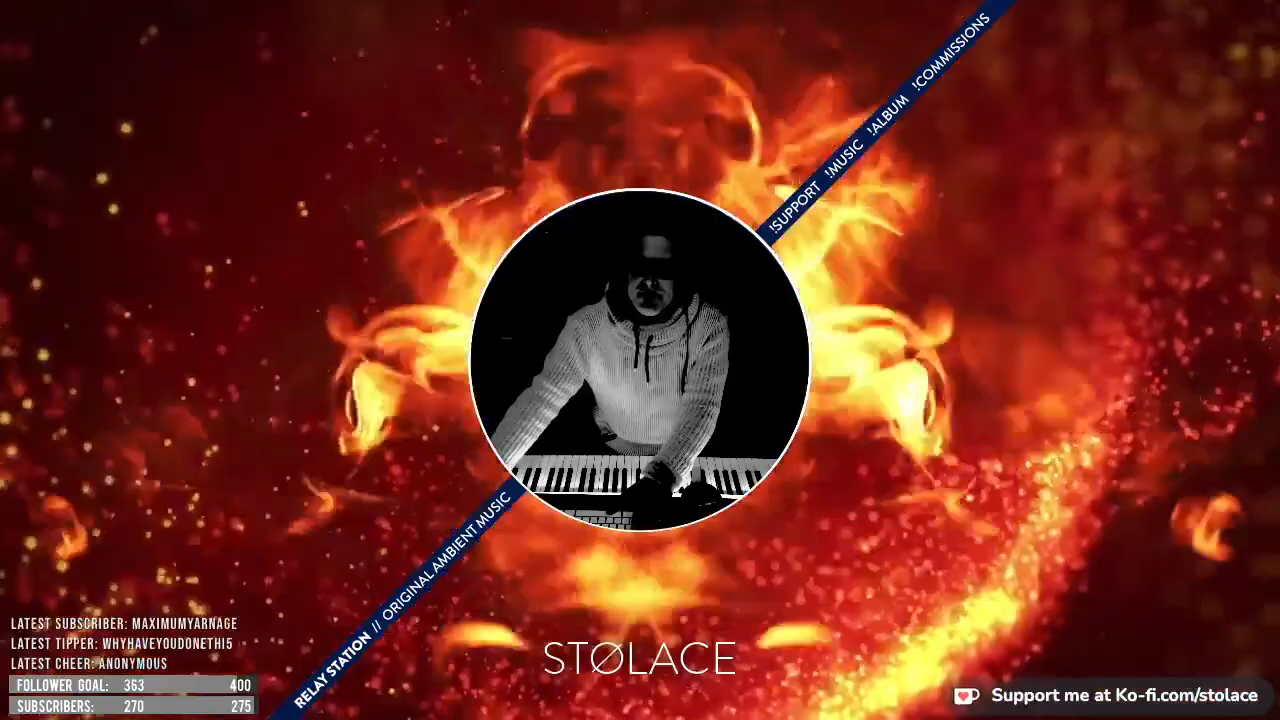 !SUPPORT !MUSIC !ALBUM !COMMISSIONS
RELAY STATION // ORIGINAL AMBIENT MUSIC
LATEST SUBSCRIBER: MAXIMUMYARNAGE
LATEST TIPPER: WHYHAVEYOUDONETHI5
LATEST CHEER: ANONYMOUS
FOLLOWER GOAL: 363 400
SUBSCRIBERS: 270 275
STØLACE
Support me at Ko-fi.com/stolace